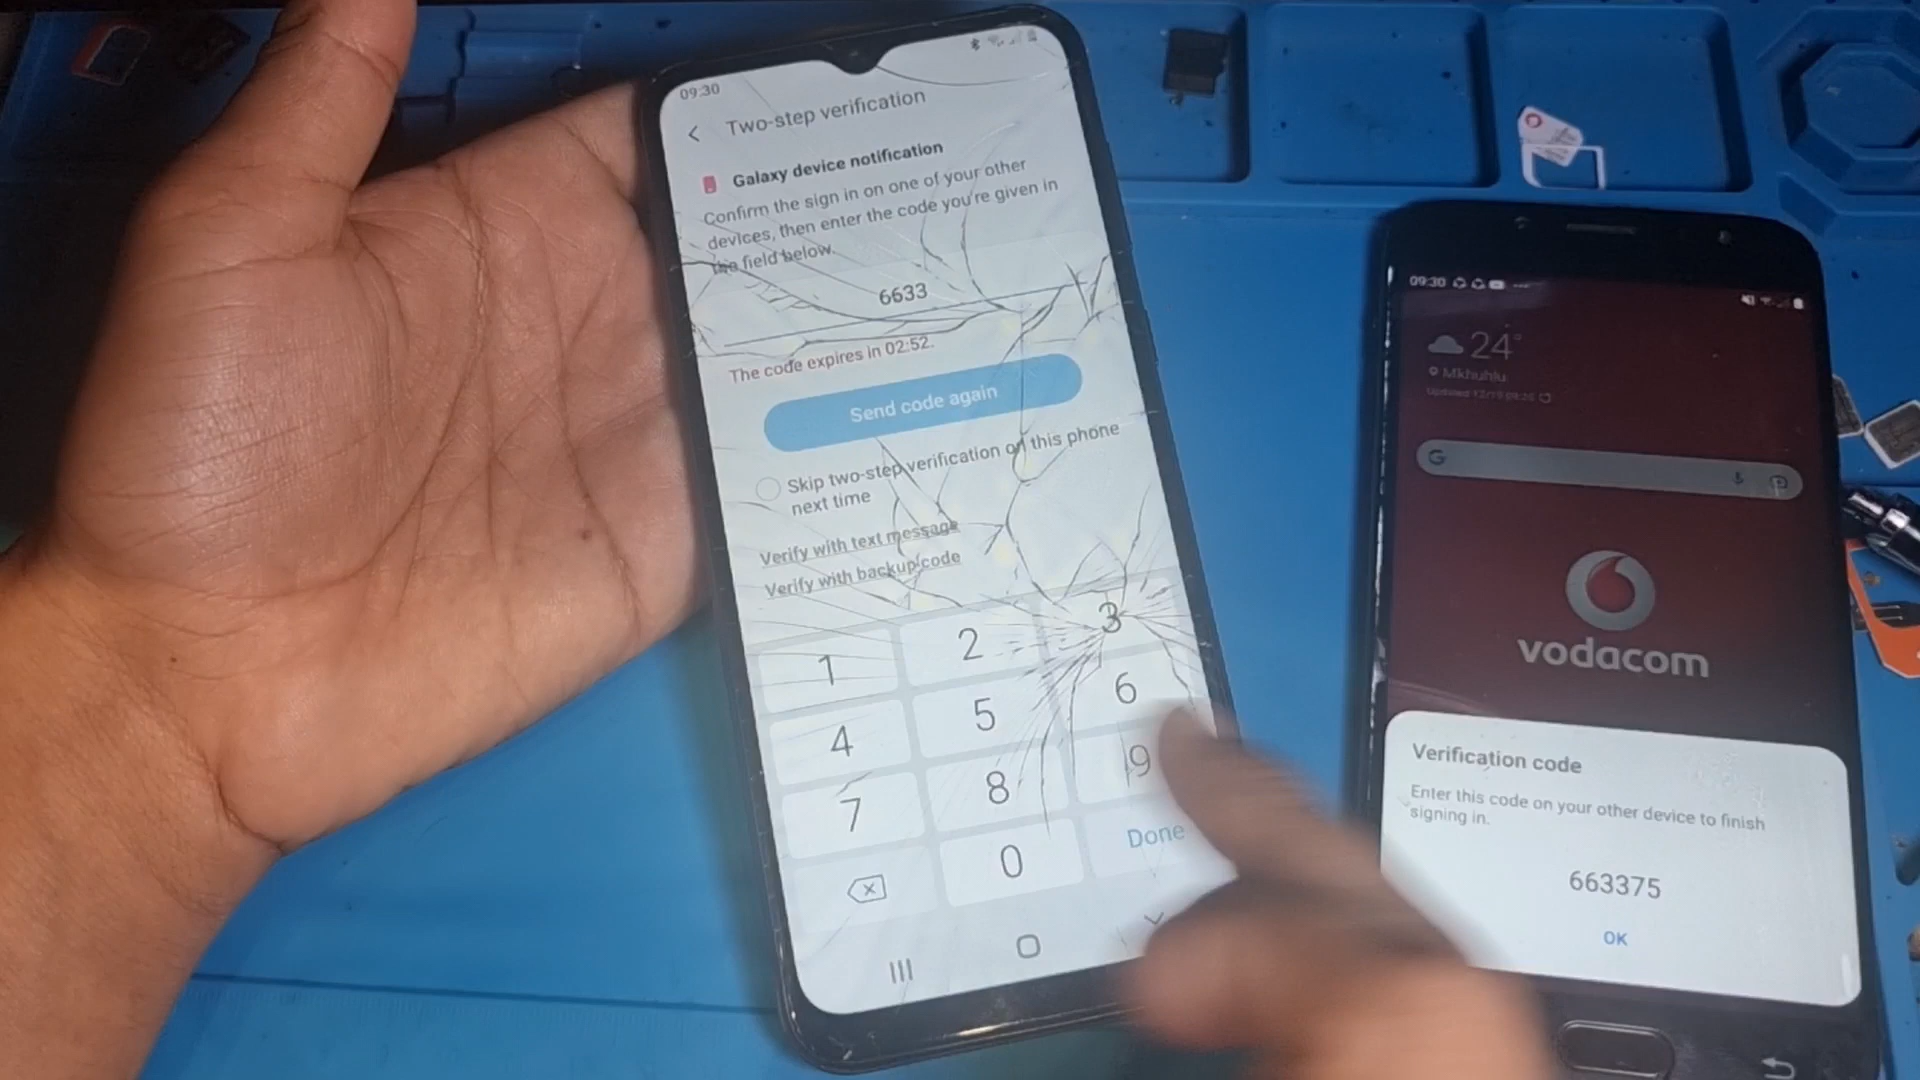 09:30
Two-step verification
Galaxy device notification
Confirm the sign in on one of your other
devices, then enter the code you're given in
the field below.
6633
The code expires in 02:52.
Send code again
Skip two-step verification on this phone
next time
Verify with text message
Verify with backup code
1 2 3
4 5 6
7 8 9
0 Done
09:30
24°
Mkhuhlu
vodacom
Verification code
Enter this code on your other device to finish
signing in.
663375
OK